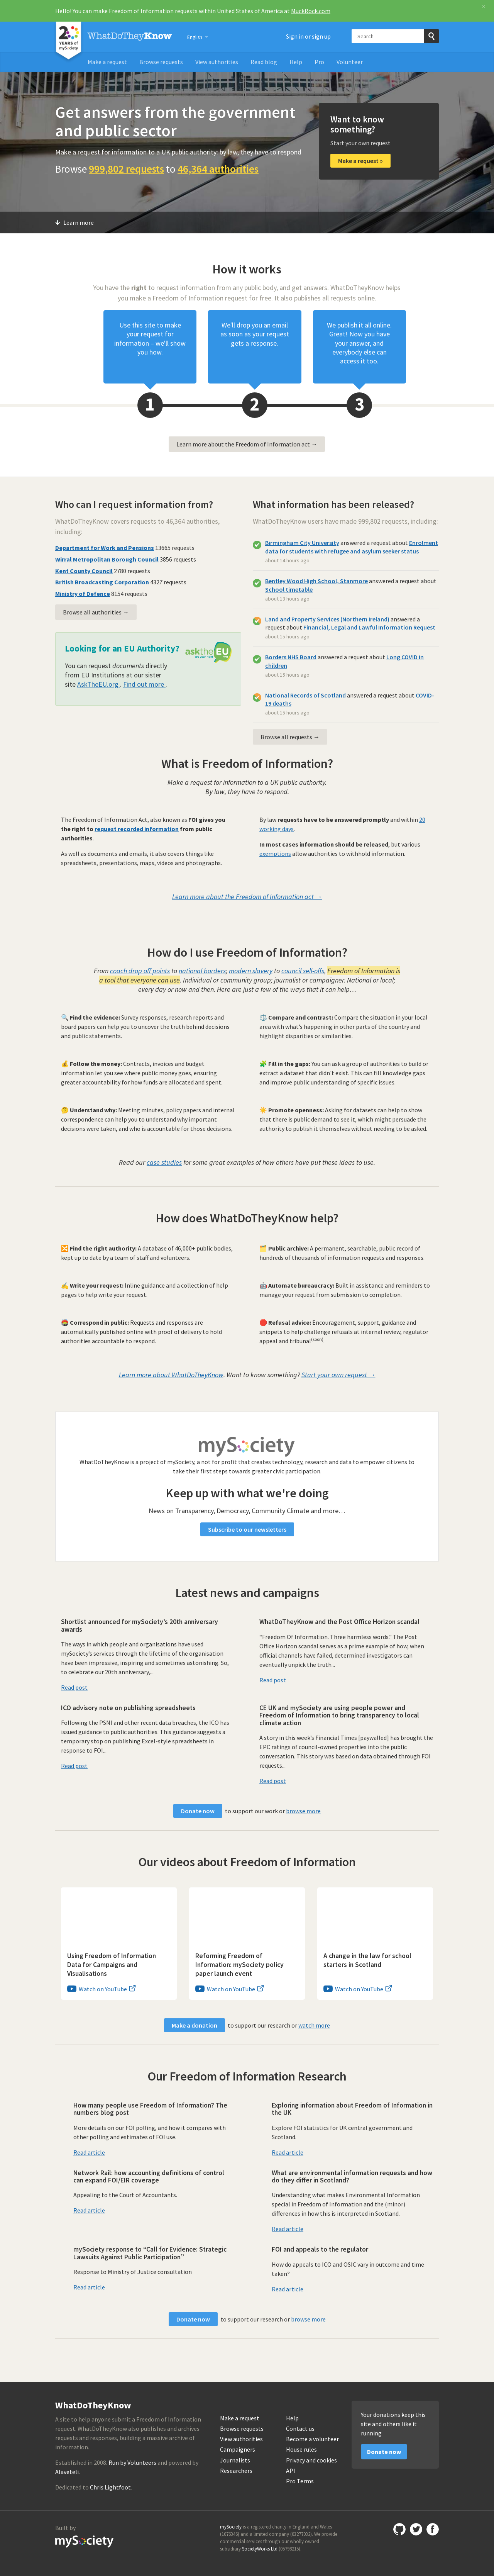 Hello! You can make Freedom of Information requests within United States of America at MuckRock.com
×
20 YEARS of my society
WhatDoTheyKnow
English
Sign in or sign up
Search
Make a request
Browse requests
View authorities
Read blog
Help
Pro
Volunteer
Get answers from the government
and public sector
Make a request for information to a UK public authority: by law, they have to respond
Browse 999,802 requests to 46,364 authorities
Want to know
something?
Start your own request
Make a request »
Learn more
How it works
You have the right to request information from any public body, and get answers. WhatDoTheyKnow helps
you make a Freedom of Information request for free. It also publishes all requests online.
Use this site to make
your request for
information – we'll show
you how.
We'll drop you an email
as soon as your request
gets a response.
We publish it all online.
Great! Now you have
your answer, and
everybody else can
access it too.
1
2
3
Learn more about the Freedom of Information act →
Who can I request information from?
WhatDoTheyKnow covers requests to 46,364 authorities,
including:
Department for Work and Pensions 13665 requests
Wirral Metropolitan Borough Council 3856 requests
Kent County Council 2780 requests
British Broadcasting Corporation 4327 requests
Ministry of Defence 8154 requests
Browse all authorities →
Looking for an EU Authority?
asktheEU
You can request documents directly
from EU Institutions at our sister
site AskTheEU.org . Find out more .
What information has been released?
WhatDoTheyKnow users have made 999,802 requests, including:
Birmingham City University answered a request about Enrolment
data for students with refugee and asylum seeker status
about 14 hours ago
Bentley Wood High School, Stanmore answered a request about
School timetable
about 13 hours ago
Land and Property Services (Northern Ireland) answered a
request about Financial, Legal and Lawful Information Request
about 13 hours ago
Borders NHS Board answered a request about Long COVID in
children
about 13 hours ago
National Records of Scotland answered a request about COVID-
19 deaths
about 15 hours ago
Browse all requests →
What is Freedom of Information?
Make a request for information to a UK public authority.
By law, they have to respond.
The Freedom of Information Act, also known as FOI gives you
the right to request recorded information from public
authorities.
As well as documents and emails, it also covers things like
spreadsheets, presentations, maps, videos and photographs.
By law requests have to be answered promptly and within 20
working days.
In most cases information should be released, but various
exemptions allow authorities to withhold information.
Learn more about the Freedom of Information act →
How do I use Freedom of Information?
From coach drop off points to national borders; modern slavery to council sell-offs, Freedom of Information is
a tool that everyone can use. Individual or community group; journalist or campaigner. National or local;
every day or now and then. Here are just a few of the ways that it can help…
🔍 Find the evidence: Survey responses, research reports and
board papers can help you to uncover the truth behind decisions
and public statements.
⚖️ Compare and contrast: Compare the situation in your local
area with what's happening in other parts of the country and
highlight disparities or similarities.
💰 Follow the money: Contracts, invoices and budget
information let you see where public money goes, ensuring
greater accountability for how funds are allocated and spent.
🧩 Fill in the gaps: You can ask a group of authorities to build or
extract a dataset that didn't exist. This can fill knowledge gaps
and improve public understanding of specific issues.
🤔 Understand why: Meeting minutes, policy papers and internal
correspondence can help you to understand why important
decisions were taken, and who is accountable for those decisions.
☀️ Promote openness: Asking for datasets can help to show
that there is public demand to see it, which might persuade the
authority to publish it themselves without needing to be asked.
Read our case studies for some great examples of how others have put these ideas to use.
How does WhatDoTheyKnow help?
🔀 Find the right authority: A database of 46,000+ public bodies,
kept up to date by a team of staff and volunteers.
🗂️ Public archive: A permanent, searchable, public record of
hundreds of thousands of information requests and responses.
✍️ Write your request: Inline guidance and a collection of help
pages to help write your request.
🤖 Automate bureaucracy: Built in assistance and reminders to
manage your request from submission to completion.
Correspond in public: Requests and responses are
automatically published online with proof of delivery to hold
authorities accountable to respond.
🛑 Refusal advice: Encouragement, support, guidance and
snippets to help challenge refusals at internal review, regulator
appeal and tribunal[soon].
Learn more about WhatDoTheyKnow. Want to know something? Start your own request →
mySociety
WhatDoTheyKnow is a project of mySociety, a not for profit that creates technology, research and data to empower citizens to
take their first steps towards greater civic participation.
Keep up with what we're doing
News on Transparency, Democracy, Community Climate and more…
Subscribe to our newsletters
Latest news and campaigns
Shortlist announced for mySociety's 20th anniversary
awards
The ways in which people and organisations have used
mySociety's services through the lifetime of the organisation
have been impressive, inspiring and sometimes astonishing. So,
to celebrate our 20th anniversary,...
Read post
WhatDoTheyKnow and the Post Office Horizon scandal
“Freedom Of Information. Three harmless words.” The Post
Office Horizon scandal serves as a prime example of how, when
official channels have failed, determined investigators can
eventually unpick the truth...
Read post
ICO advisory note on publishing spreadsheets
Following the PSNI and other recent data breaches, the ICO has
issued guidance to public authorities. This guidance suggests a
temporary stop on publishing Excel-style spreadsheets in
response to FOI...
Read post
CE UK and mySociety are using people power and
Freedom of Information to bring transparency to local
climate action
A story in this week's Financial Times [paywalled] has brought the
EPC ratings of council-owned properties into the public
conversation. This story was based on data obtained through FOI
requests...
Read post
Donate now to support our work or browse more
Our videos about Freedom of Information
Using Freedom of Information
Data for Campaigns and
Visualisations
Watch on YouTube
Reforming Freedom of
Information: mySociety policy
paper launch event
Watch on YouTube
A change in the law for school
starters in Scotland
Watch on YouTube
Make a donation to support our research or watch more
Our Freedom of Information Research
How many people use Freedom of Information? The
numbers blog post
More details on our FOI polling, and how it compares with
other polling and estimates of FOI use.
Read article
Exploring information about Freedom of Information in
the UK
Explore FOI statistics for UK central government and
Scotland.
Read article
Network Rail: how accounting definitions of control
can expand FOI/EIR coverage
Appealing to the Court of Accountants.
Read article
What are environmental information requests and how
do they differ in Scotland?
Understanding what makes Environmental Information
special in Freedom of Information and the (minor)
differences in how this is interpreted in Scotland.
Read article
mySociety response to “Call for Evidence: Strategic
Lawsuits Against Public Participation”
Response to Ministry of Justice consultation
Read article
FOI and appeals to the regulator
How do appeals to ICO and OSIC vary in outcome and time
taken?
Read article
Donate now to support our research or browse more
WhatDoTheyKnow
A site to help anyone submit a Freedom of Information
request. WhatDoTheyKnow also publishes and archives
requests and responses, building a massive archive of
information.
Established in 2008. Run by Volunteers and powered by
Alaveteli.
Dedicated to Chris Lightfoot.
Make a request
Browse requests
View authorities
Campaigners
Journalists
Researchers
Help
Contact us
Become a volunteer
House rules
Privacy and cookies
API
Pro Terms
Your donations keep this
site and others like it
running
Donate now
Built by
mySociety
mySociety is a registered charity in England and Wales
(1076346) and a limited company (03277032). We provide
commercial services through our wholly owned
subsidiary SocietyWorks Ltd (05798215).